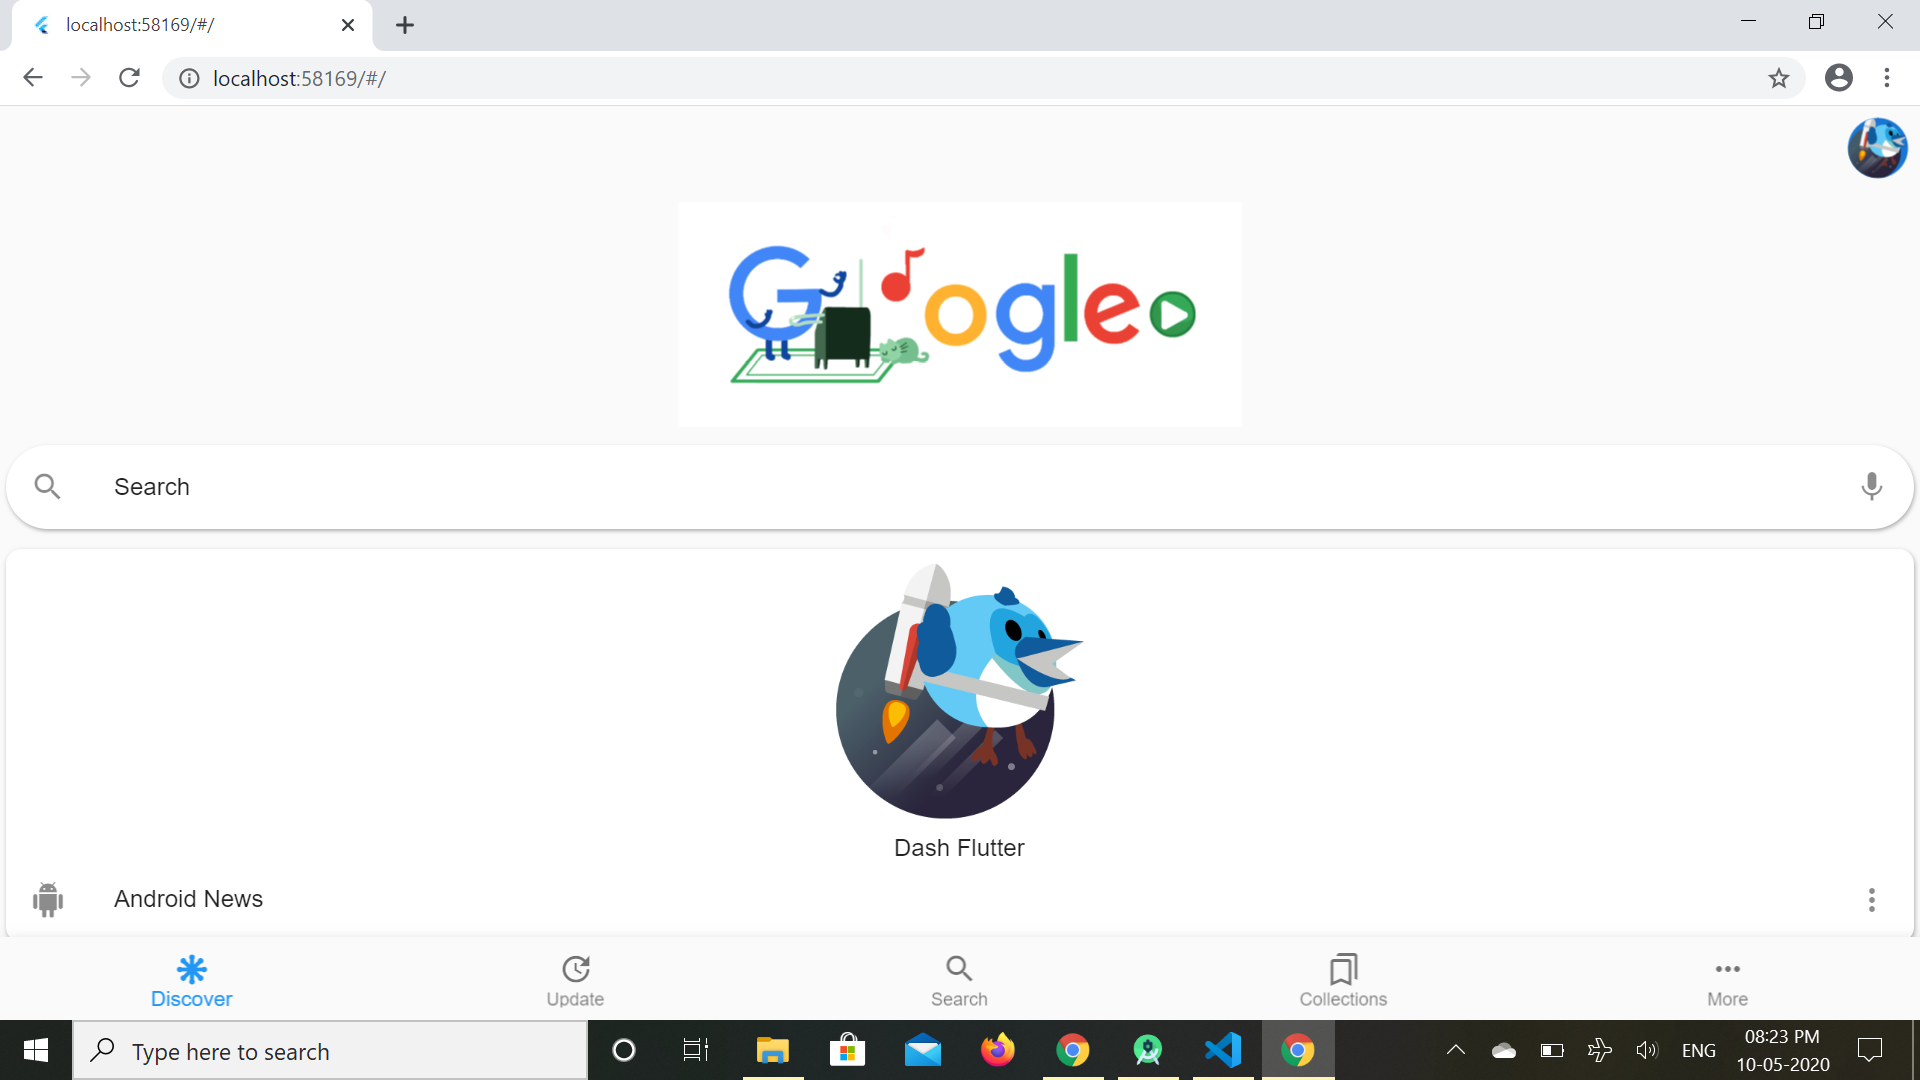 localhost:58169/#/
localhost:58169/#/
Google
Search
Dash Flutter
Android News
Discover
Update
Search
Collections
More
Type here to search
ENG
08:23 PM
10-05-2020